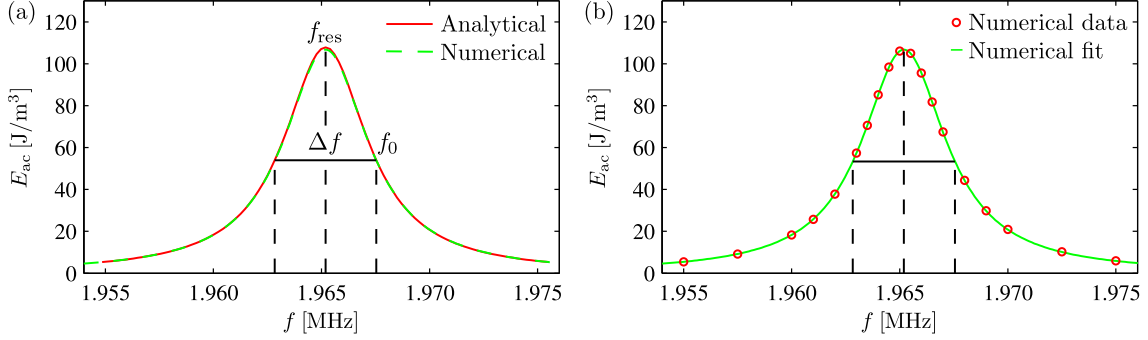 (a)
120
100
80
60
40
20
0
E_ac [J/m³]
f_res
Analytical
Numerical
Δf
f_0
1.955
1.960
1.965
1.970
1.975
f [MHz]
(b)
120
100
80
60
40
20
0
E_ac [J/m³]
Numerical data
Numerical fit
1.955
1.960
1.965
1.970
1.975
f [MHz]